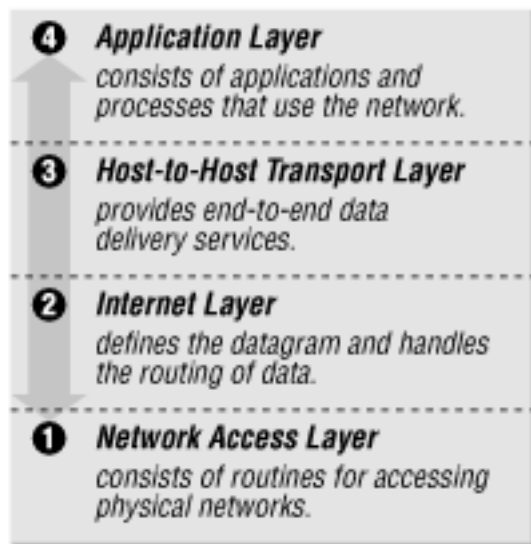 4 Application Layer
consists of applications and
processes that use the network.
3 Host-to-Host Transport Layer
provides end-to-end data
delivery services.
2 Internet Layer
defines the datagram and handles
the routing of data.
1 Network Access Layer
consists of routines for accessing
physical networks.